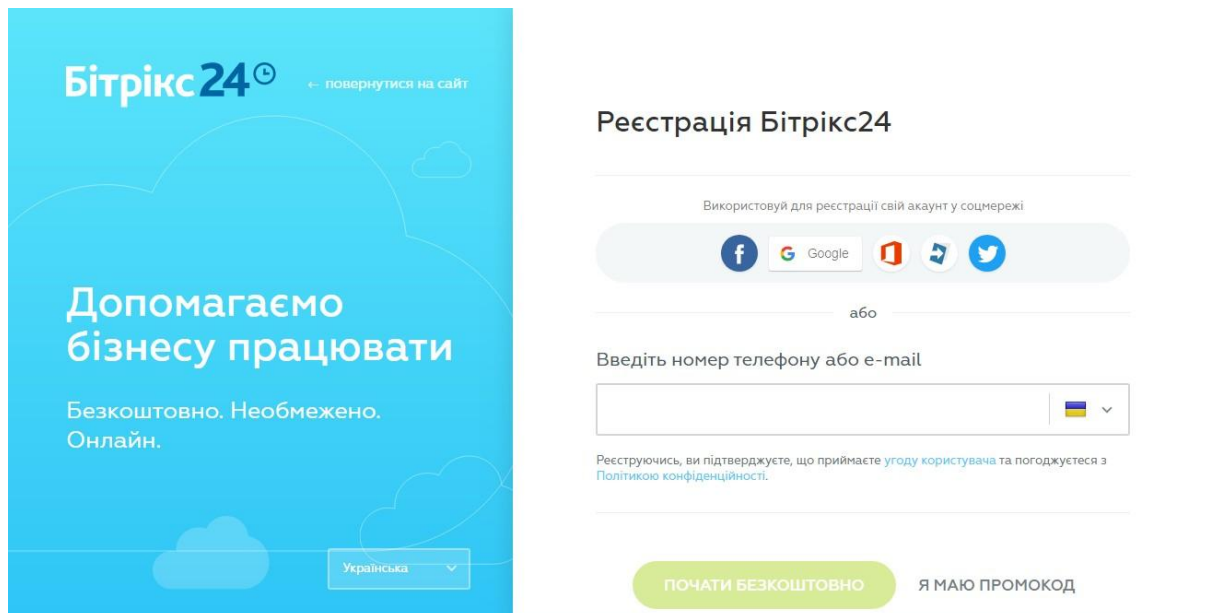 Бітрікс24
← повернутися на сайт
Допомагаємо
бізнесу працювати
Безкоштовно. Необмежено.
Онлайн.
Українська
Реєстрація Бітрікс24
Використовуй для реєстрації свій акаунт у соцмережі
Google
або
Введіть номер телефону або e-mail
Реєструючись, ви підтверджуєте, що приймаєте угоду користувача та погоджуєтеся з
Політикою конфіденційності.
ПОЧАТИ БЕЗКОШТОВНО
Я МАЮ ПРОМОКОД